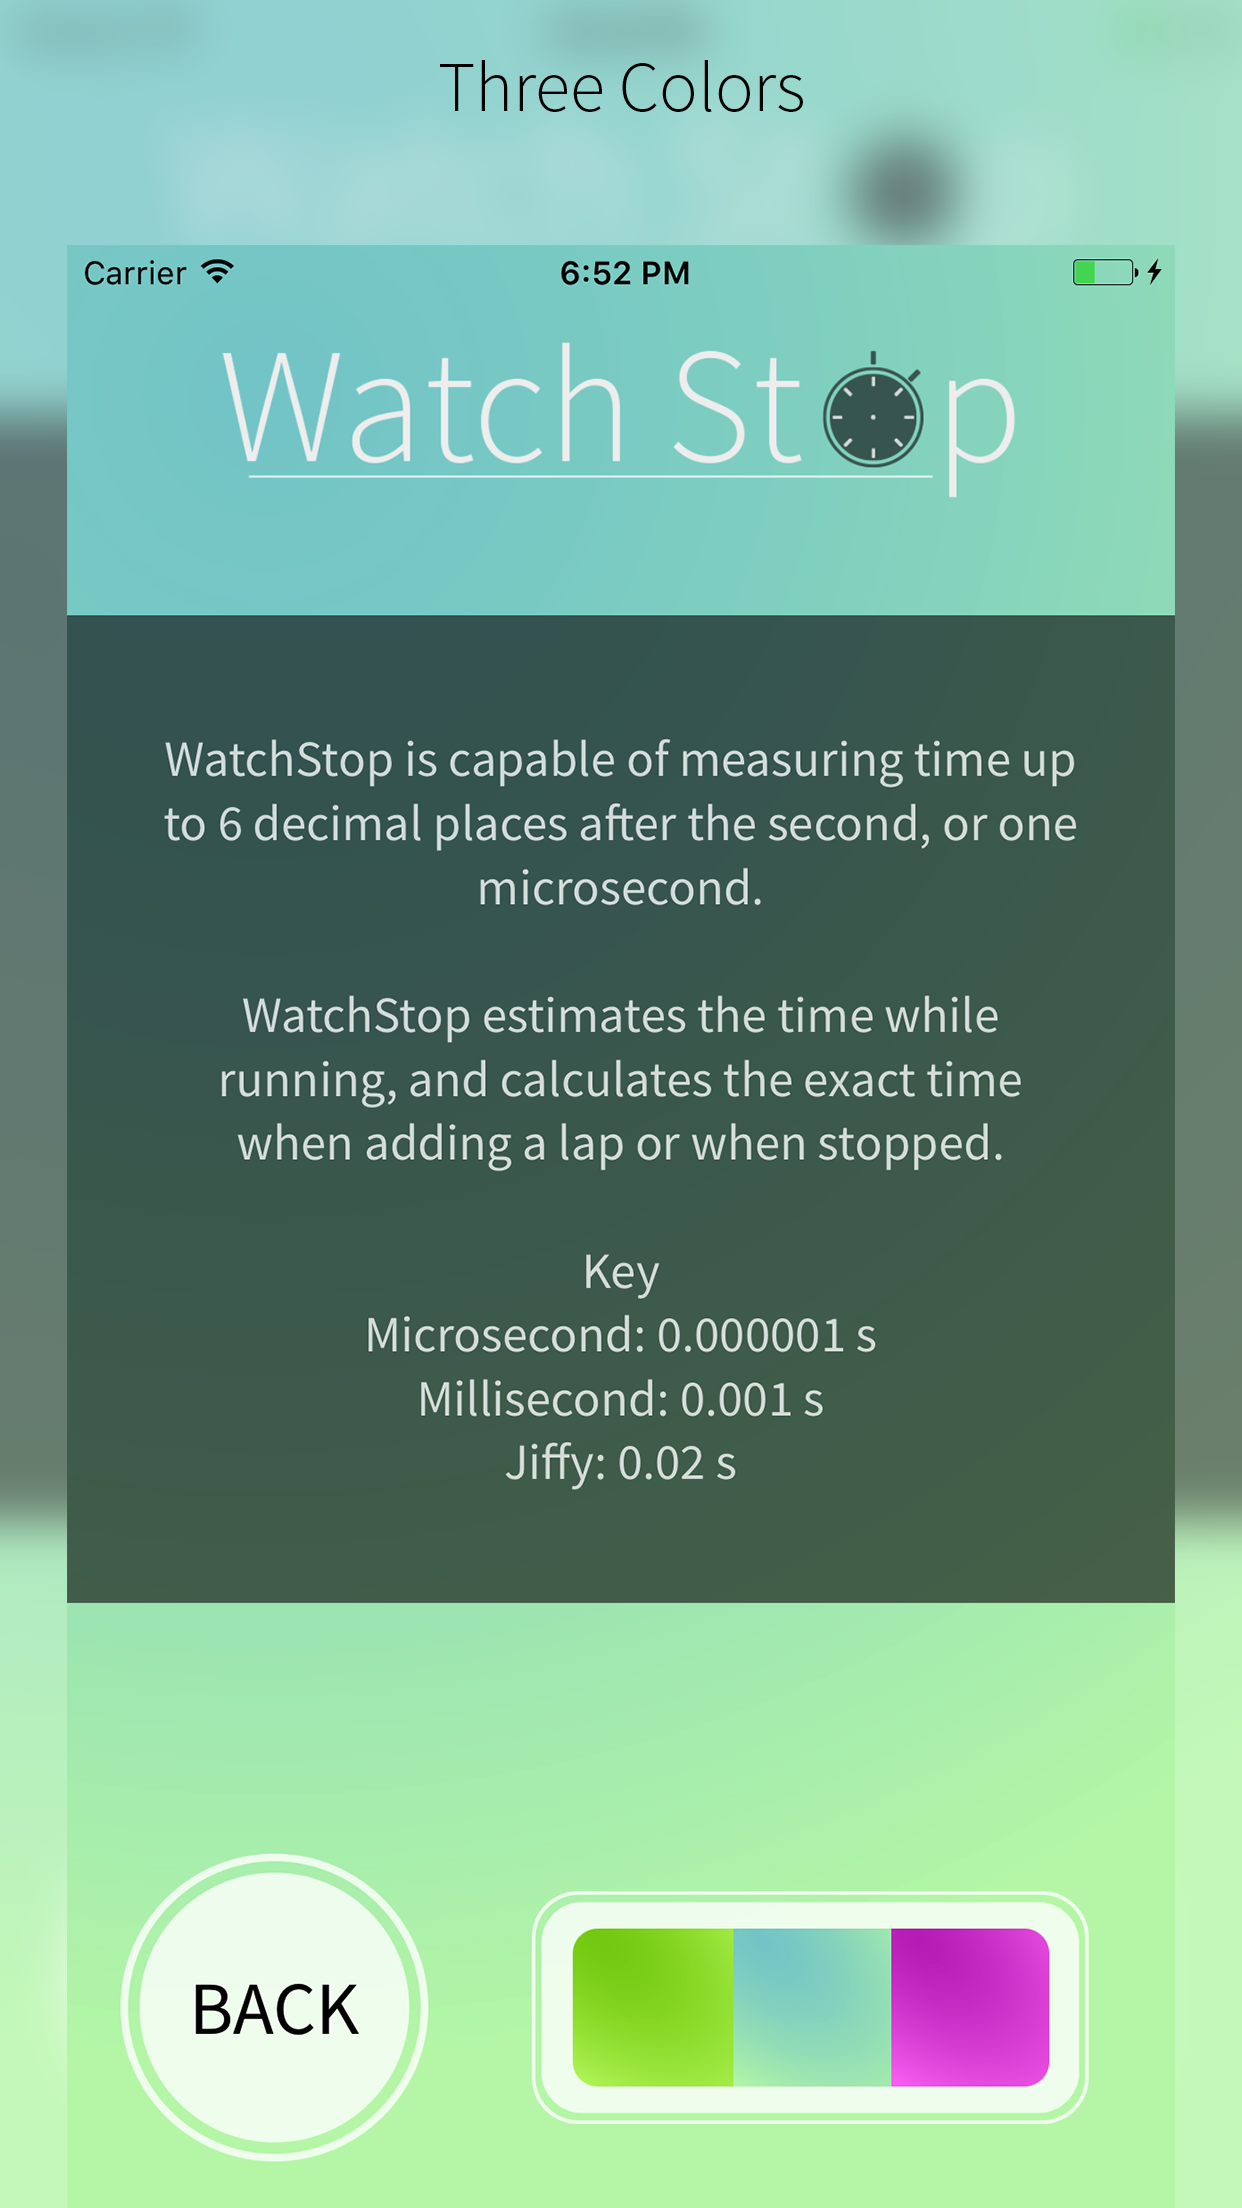 Three Colors
Carrier 6:52 PM
Watch Stop
WatchStop is capable of measuring time up
to 6 decimal places after the second, or one
microsecond.
WatchStop estimates the time while
running, and calculates the exact time
when adding a lap or when stopped.
Key
Microsecond: 0.000001 s
Millisecond: 0.001 s
Jiffy: 0.02 s
BACK